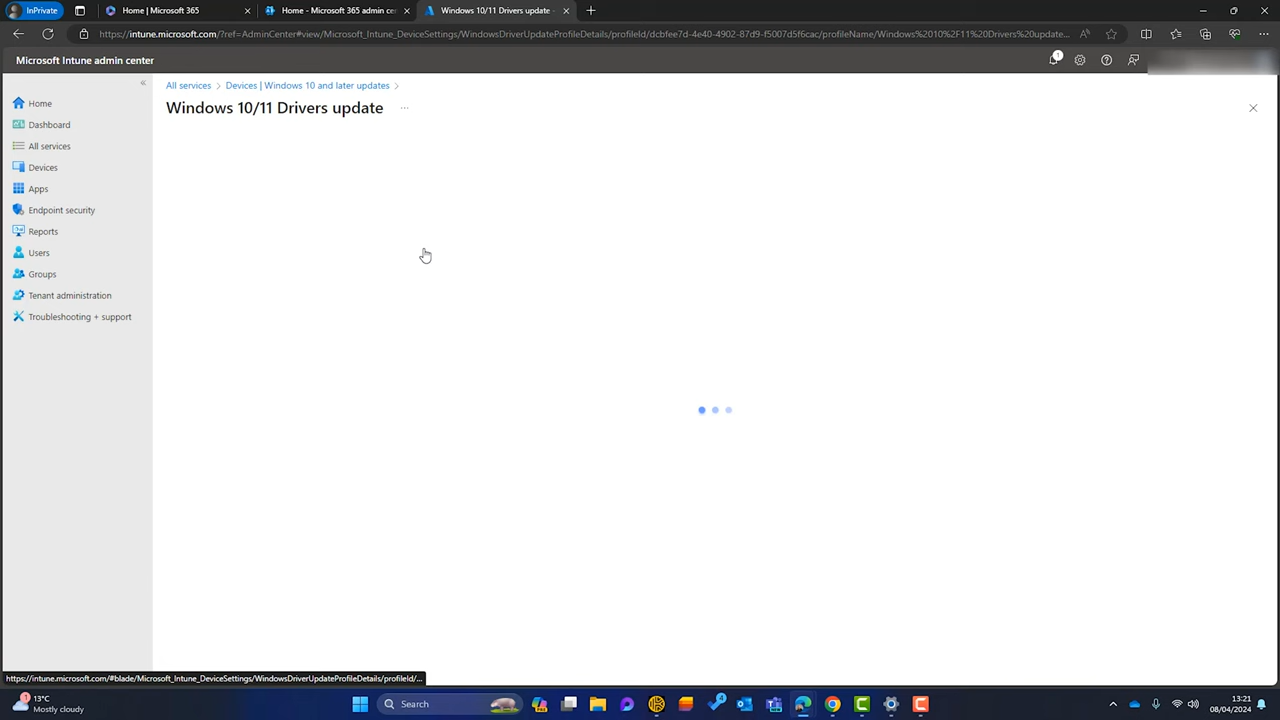 InPrivate
Home | Microsoft 365
Home - Microsoft 365 admin cen
Windows 10/11 Drivers update -
https://intune.microsoft.com/?ref=AdminCenter#view/Microsoft_Intune_DeviceSettings/WindowsDriverUpdateProfileDetails/profileId/dcbfee7d-4e40-4902-87d9-f5007d5f6cac/profileName/Windows%2010%2F11%20Drivers%20update...
Microsoft Intune admin center
1
Home
Dashboard
All services
Devices
Apps
Endpoint security
Reports
Users
Groups
Tenant administration
Troubleshooting + support
All services > Devices | Windows 10 and later updates >
Windows 10/11 Drivers update ...
https://intune.microsoft.com/#blade/Microsoft_Intune_DeviceSettings/WindowsDriverUpdateProfileDetails/profileId/...
1
13°C
Mostly cloudy
Search
4
13:21
08/04/2024